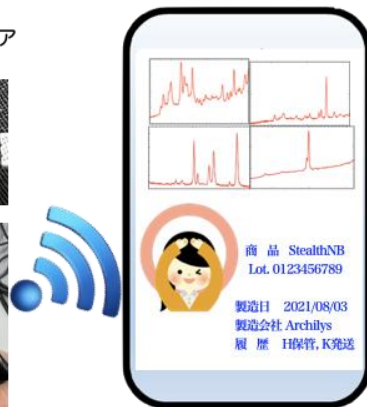 ア
商 品 StealthNB
Lot. 0123456789
製造日 2021/08/03
製造会社 Archilys
履 歴 H保管, K発送